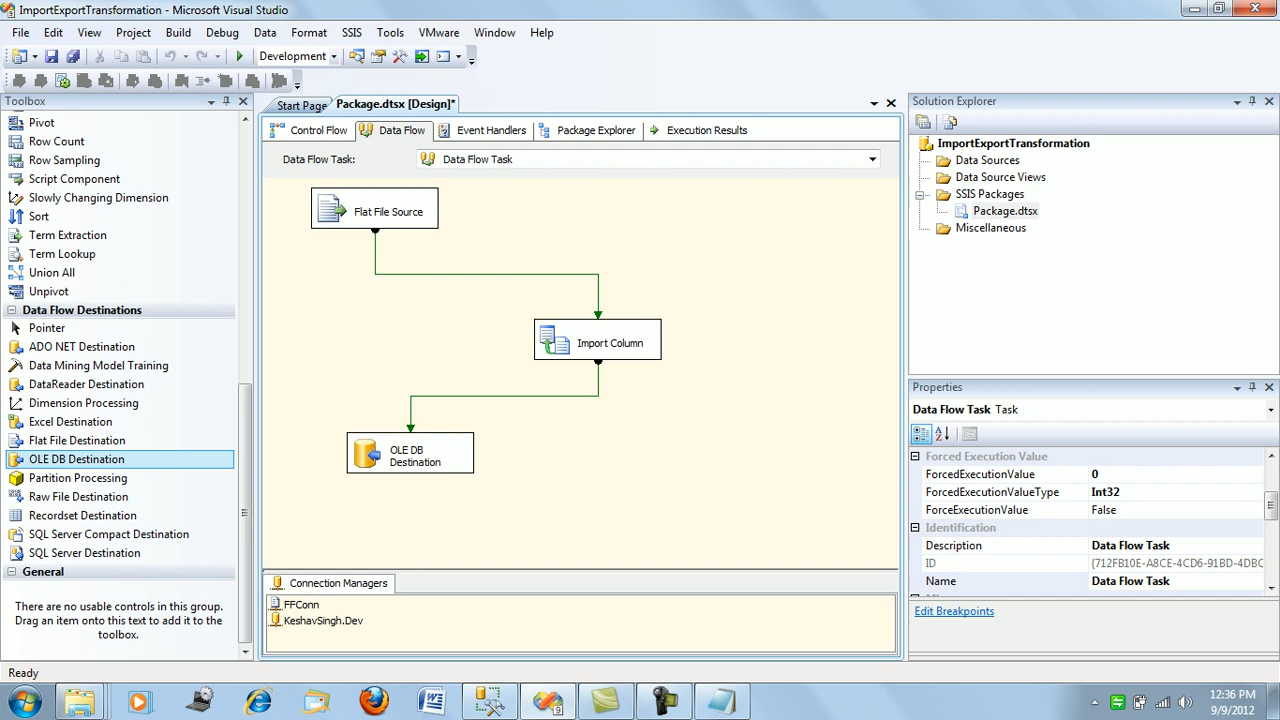 ImportExportTransformation - Microsoft Visual Studio
File Edit View Project Build Debug Data Format SSIS Tools VMware Window Help
Development
Toolbox
Pivot
Row Count
Row Sampling
Script Component
Slowly Changing Dimension
Sort
Term Extraction
Term Lookup
Union All
Unpivot
Data Flow Destinations
Pointer
ADO NET Destination
Data Mining Model Training
DataReader Destination
Dimension Processing
Excel Destination
Flat File Destination
OLE DB Destination
Partition Processing
Raw File Destination
Recordset Destination
SQL Server Compact Destination
SQL Server Destination
General
There are no usable controls in this group.
Drag an item onto this text to add it to the
toolbox.
Start Page Package.dtsx [Design]*
Control Flow Data Flow Event Handlers Package Explorer Execution Results
Data Flow Task: Data Flow Task
Flat File Source
Import Column
OLE DB
Destination
Connection Managers
FFConn
KeshavSingh.Dev
Solution Explorer
ImportExportTransformation
Data Sources
Data Source Views
SSIS Packages
Package.dtsx
Miscellaneous
Properties
Data Flow Task Task
Forced Execution Value
ForcedExecutionValue 0
ForcedExecutionValueType Int32
ForceExecutionValue False
Identification
Description Data Flow Task
ID {712FB10E-A8CE-4CD6-91BD-4DBC
Name Data Flow Task
Edit Breakpoints
Ready
12:36 PM
9/9/2012